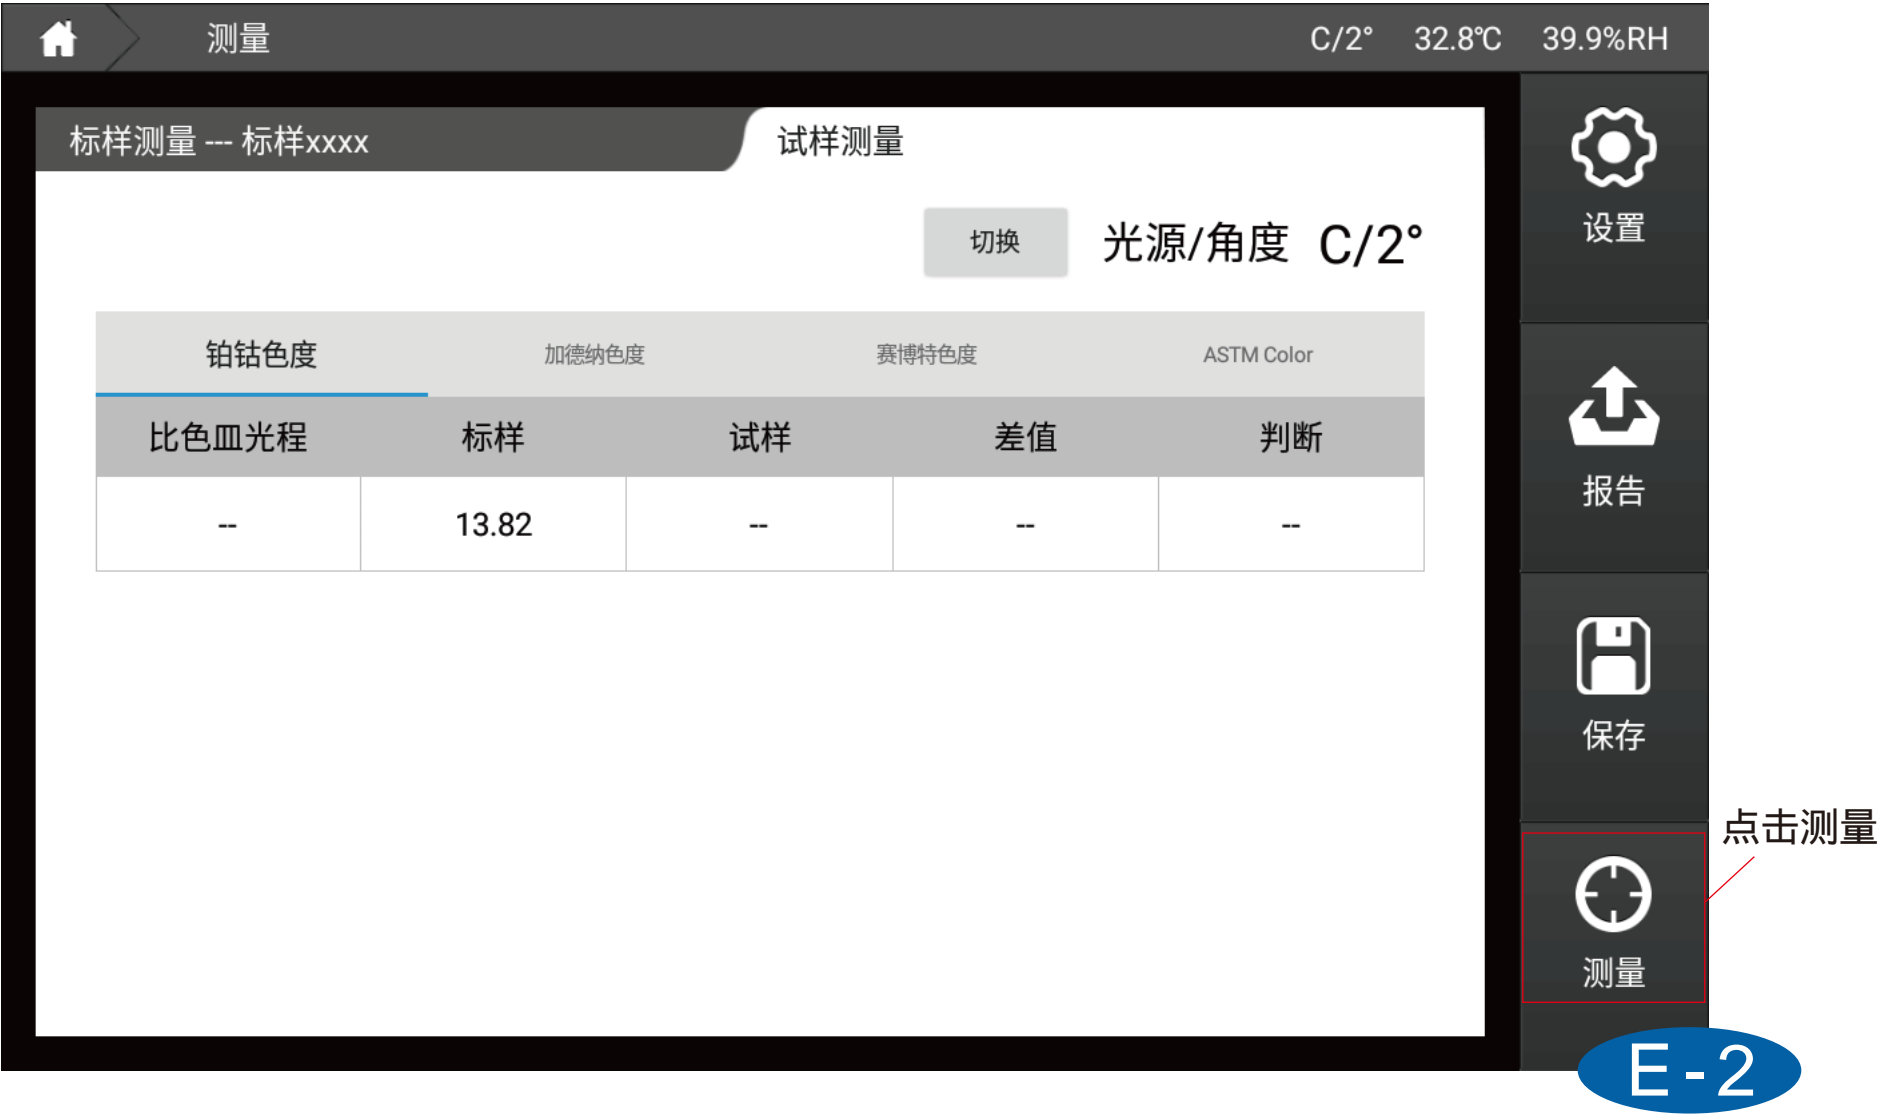 测量 C/2° 32.8℃ 39.9%RH
标样测量 --- 标样xxxx 试样测量
切换 光源/角度 C/2°
铂钴色度 加德纳色度 赛博特色度 ASTM Color
比色皿光程 标样 试样 差值 判断
-- 13.82 -- -- --
设置
报告
保存
测量
点击测量
E-2